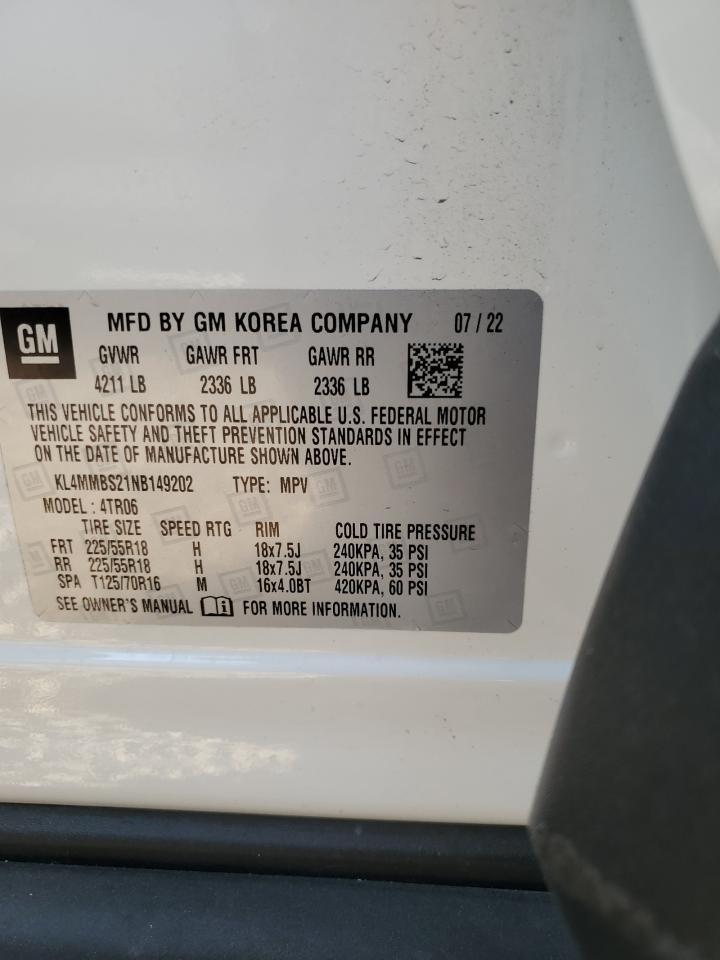 GM MFD BY GM KOREA COMPANY 07 / 22
GVWR GAWR FRT GAWR RR
4211 LB 2336 LB 2336 LB
THIS VEHICLE CONFORMS TO ALL APPLICABLE U.S. FEDERAL MOTOR
VEHICLE SAFETY AND THEFT PREVENTION STANDARDS IN EFFECT
ON THE DATE OF MANUFACTURE SHOWN ABOVE.
KL4MMBS21NB149202 TYPE: MPV
MODEL : 4TR06
TIRE SIZE SPEED RTG RIM COLD TIRE PRESSURE
FRT 225/55R18 H 18x7.5J 240KPA, 35 PSI
RR 225/55R18 H 18x7.5J 240KPA, 35 PSI
SPA T125/70R16 M 16x4.0BT 420KPA, 60 PSI
SEE OWNER'S MANUAL i FOR MORE INFORMATION.